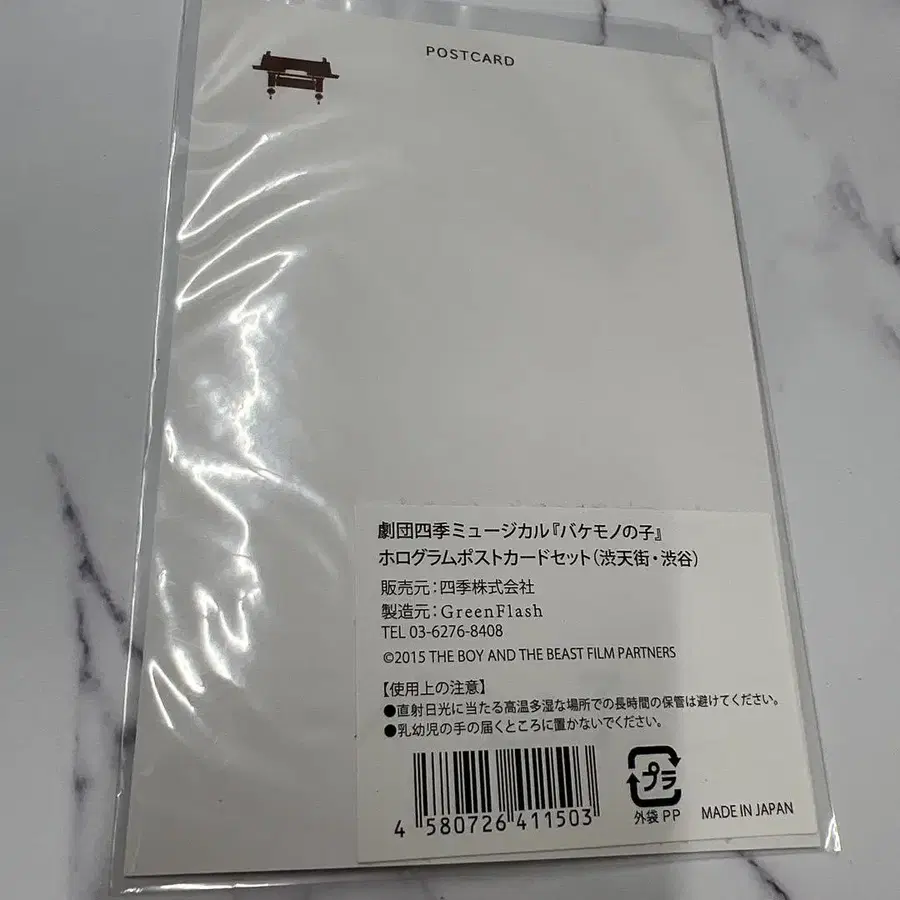 POSTCARD
劇団四季ミュージカル『バケモノの子』
ホログラムポストカードセット（渋天街・渋谷）
販売元：四季株式会社
製造元：GreenFlash
TEL 03-6276-8408
©2015 THE BOY AND THE BEAST FILM PARTNERS
【使用上の注意】
●直射日光に当たる高温多湿な場所での長時間の保管は避けてください。
●乳幼児の手の届くところに置かないでください。
4 580726 411503
プラ
外袋 PP
MADE IN JAPAN